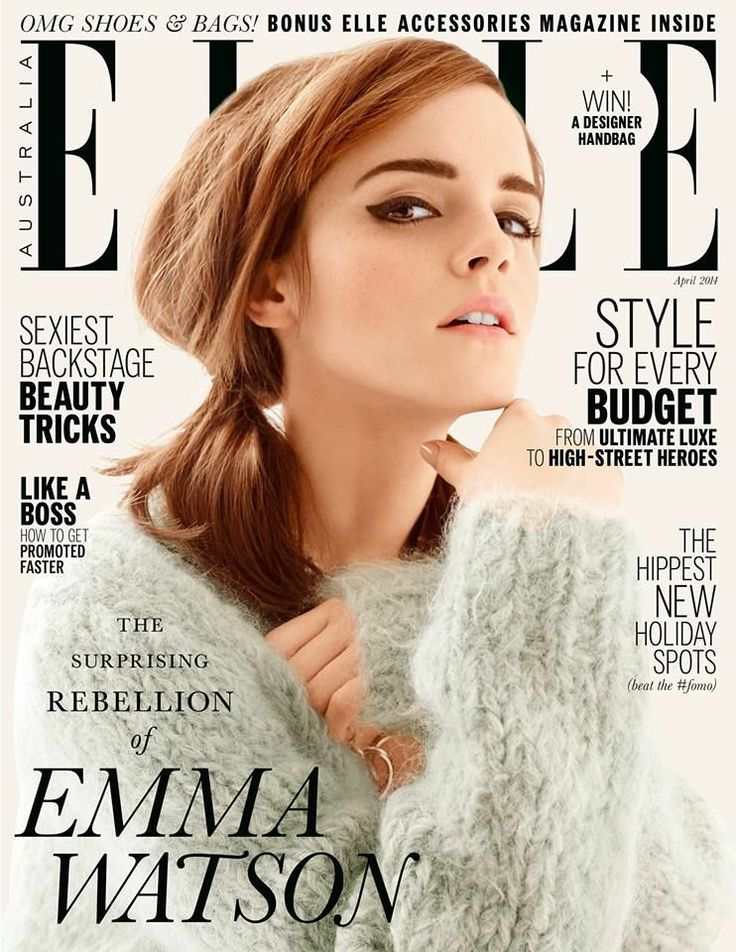 OMG SHOES & BAGS! BONUS ELLE ACCESSORIES MAGAZINE INSIDE
AUSTRALIA
ELLE
+
WIN!
A DESIGNER
HANDBAG
April 2014
SEXIEST
BACKSTAGE
BEAUTY
TRICKS
LIKE A
BOSS
HOW TO GET
PROMOTED
FASTER
STYLE
FOR EVERY
BUDGET
FROM ULTIMATE LUXE
TO HIGH-STREET HEROES
THE
HIPPEST
NEW
HOLIDAY
SPOTS
(beat the #fomo)
THE
SURPRISING
REBELLION
of
EMMA
WATSON